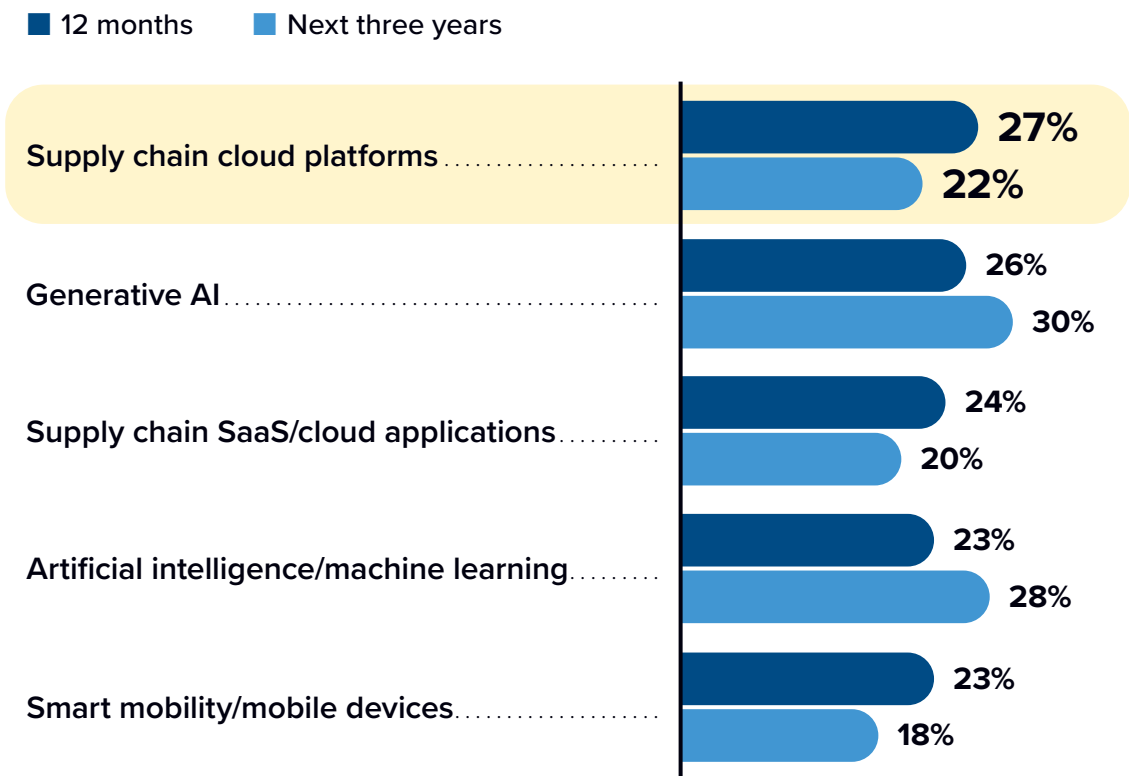 12 months Next three years
27%
Supply chain cloud platforms
22%
26%
Generative AI
30%
24%
Supply chain SaaS/cloud applications
20%
23%
Artificial intelligence/machine learning
28%
23%
Smart mobility/mobile devices
18%